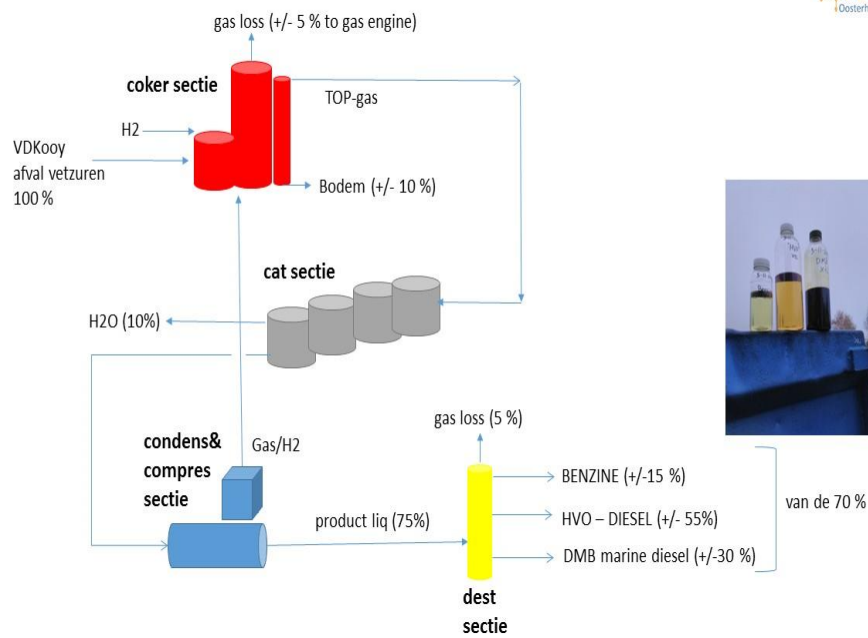 Oosterh
gas loss (+/- 5 % to gas engine)
coker sectie
TOP-gas
H2
VDKooy
afval vetzuren
100 %
Bodem (+/- 10 %)
cat sectie
H2O (10%)
gas loss (5 %)
condens&
compres
sectie
Gas/H2
BENZINE (+/-15 %)
van de 70 %
product liq (75%)
HVO – DIESEL (+/- 55%)
DMB marine diesel (+/-30 %)
dest
sectie